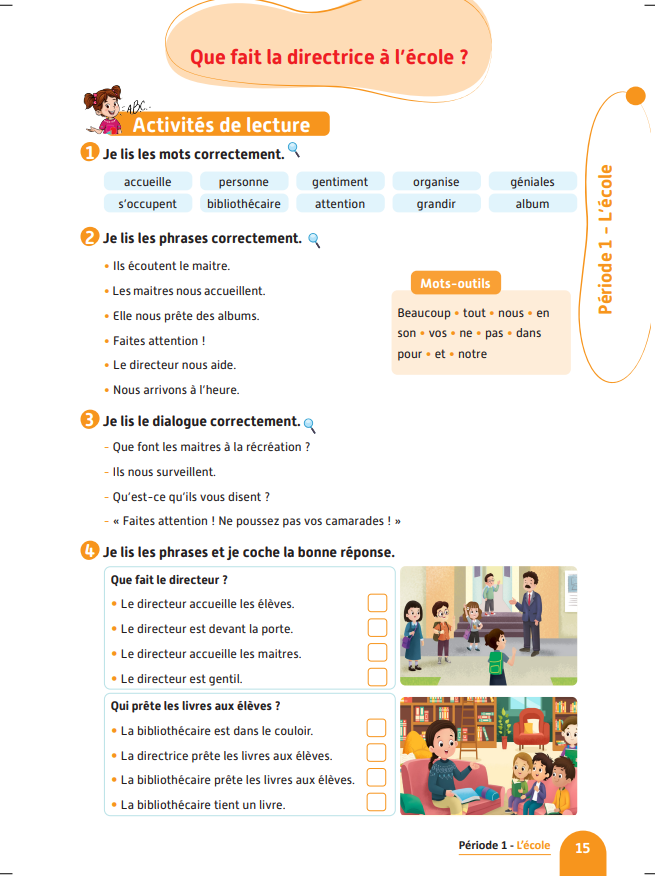 Que fait la directrice à l'école ?
ABC..
Activités de lecture
1 Je lis les mots correctement.
accueille personne gentiment organise géniales
s'occupent bibliothécaire attention grandir album
2 Je lis les phrases correctement.
• Ils écoutent le maitre.
• Les maitres nous accueillent.
• Elle nous prête des albums.
• Faites attention !
• Le directeur nous aide.
• Nous arrivons à l'heure.
Mots-outils
Beaucoup • tout • nous • en
son • vos • ne • pas • dans
pour • et • notre
3 Je lis le dialogue correctement.
- Que font les maitres à la récréation ?
- Ils nous surveillent.
- Qu'est-ce qu'ils vous disent ?
- « Faites attention ! Ne poussez pas vos camarades ! »
4 Je lis les phrases et je coche la bonne réponse.
Que fait le directeur ?
• Le directeur accueille les élèves.
• Le directeur est devant la porte.
• Le directeur accueille les maitres.
• Le directeur est gentil.
Qui prête les livres aux élèves ?
• La bibliothécaire est dans le couloir.
• La directrice prête les livres aux élèves.
• La bibliothécaire prête les livres aux élèves.
• La bibliothécaire tient un livre.
Période 1 - L'école
Période 1 - L'école 15